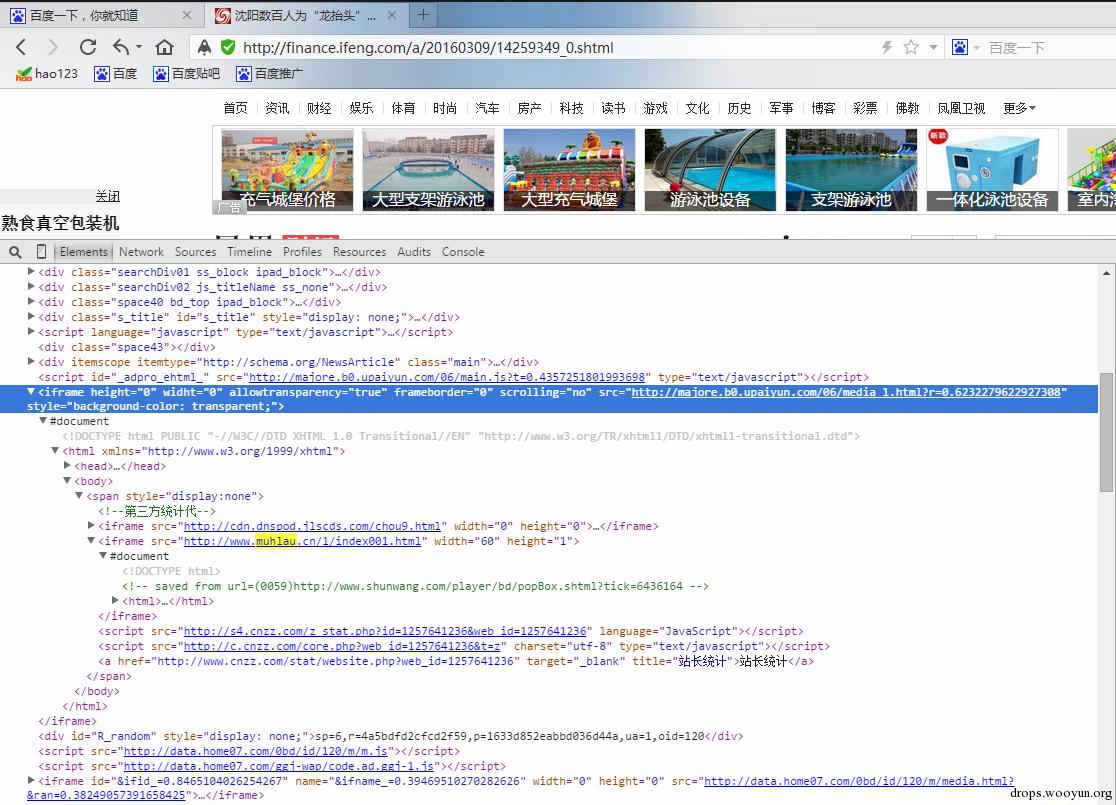 百度一下，你就知道
沈阳数百人为“龙抬头”...
http://finance.ifeng.com/a/20160309/14259349_0.shtml
百度一下
hao123 百度 百度贴吧 百度推广
首页 资讯 财经 娱乐 体育 时尚 汽车 房产 科技 读书 游戏 文化 历史 军事 博客 彩票 佛教 凤凰卫视 更多
新款
关闭
充气城堡价格 大型支架游泳池 大型充气城堡 游泳池设备 支架游泳池 一体化泳池设备
广告
熟食真空包装机
Elements Network Sources Timeline Profiles Resources Audits Console
<div class="searchDiv01 ss_block ipad_block">…</div>
<div class="searchDiv02 js_titleName ss_none">…</div>
<div class="space40 bd_top ipad_block">…</div>
<div class="s_title" id="s_title" style="display: none;">…</div>
<script language="javascript" type="text/javascript">…</script>
<div class="space43"></div>
<div itemscope itemtype="http://schema.org/NewsArticle" class="main">…</div>
<script id="_adpro_ehtml_" src="http://majore.b0.upaiyun.com/06/main.js?t=0.4357251801993698" type="text/javascript"></script>
<iframe height="0" widht="0" allowtransparency="true" frameborder="0" scrolling="no" src="http://majore.b0.upaiyun.com/06/media_1.html?r=0.6232279622927308"
style="background-color: transparent;">
#document
<!DOCTYPE html PUBLIC "-//W3C//DTD XHTML 1.0 Transitional//EN" "http://www.w3.org/TR/xhtml1/DTD/xhtml1-transitional.dtd">
<html xmlns="http://www.w3.org/1999/xhtml">
<head>…</head>
<body>
<span style="display:none">
<!--第三方统计代-->
<iframe src="http://cdn.dnspod.jlscds.com/chou9.html" width="0" height="0">…</iframe>
<iframe src="http://www.muhlau.cn/1/index001.html" width="60" height="1">
#document
<!DOCTYPE html>
<!-- saved from url=(0059)http://www.shunwang.com/player/bd/popBox.shtml?tick=6436164 -->
<html>…</html>
</iframe>
<script src="http://s4.cnzz.com/z_stat.php?id=1257641236&web_id=1257641236" language="JavaScript"></script>
<script src="http://c.cnzz.com/core.php?web_id=1257641236&t=z" charset="utf-8" type="text/javascript"></script>
<a href="http://www.cnzz.com/stat/website.php?web_id=1257641236" target="_blank" title="站长统计">站长统计</a>
</span>
</body>
</html>
</iframe>
<div id="R_random" style="display: none;">sp=6,r=4a5bdfd2cfcd2f59,p=1633d852eabbd036d44a,ua=1,oid=120</div>
<script src="http://data.home07.com/0bd/id/120/m/m.js"></script>
<script src="http://data.home07.com/ggj-wap/code.ad.ggj-1.js"></script>
<iframe id="&ifid_=0.8465104026254267" name="&ifname_=0.39469510270282626" width="0" height="0" src="http://data.home07.com/0bd/id/120/m/media.html?
&ran=0.38249057391658425">…</iframe>
drops.wooyun.org